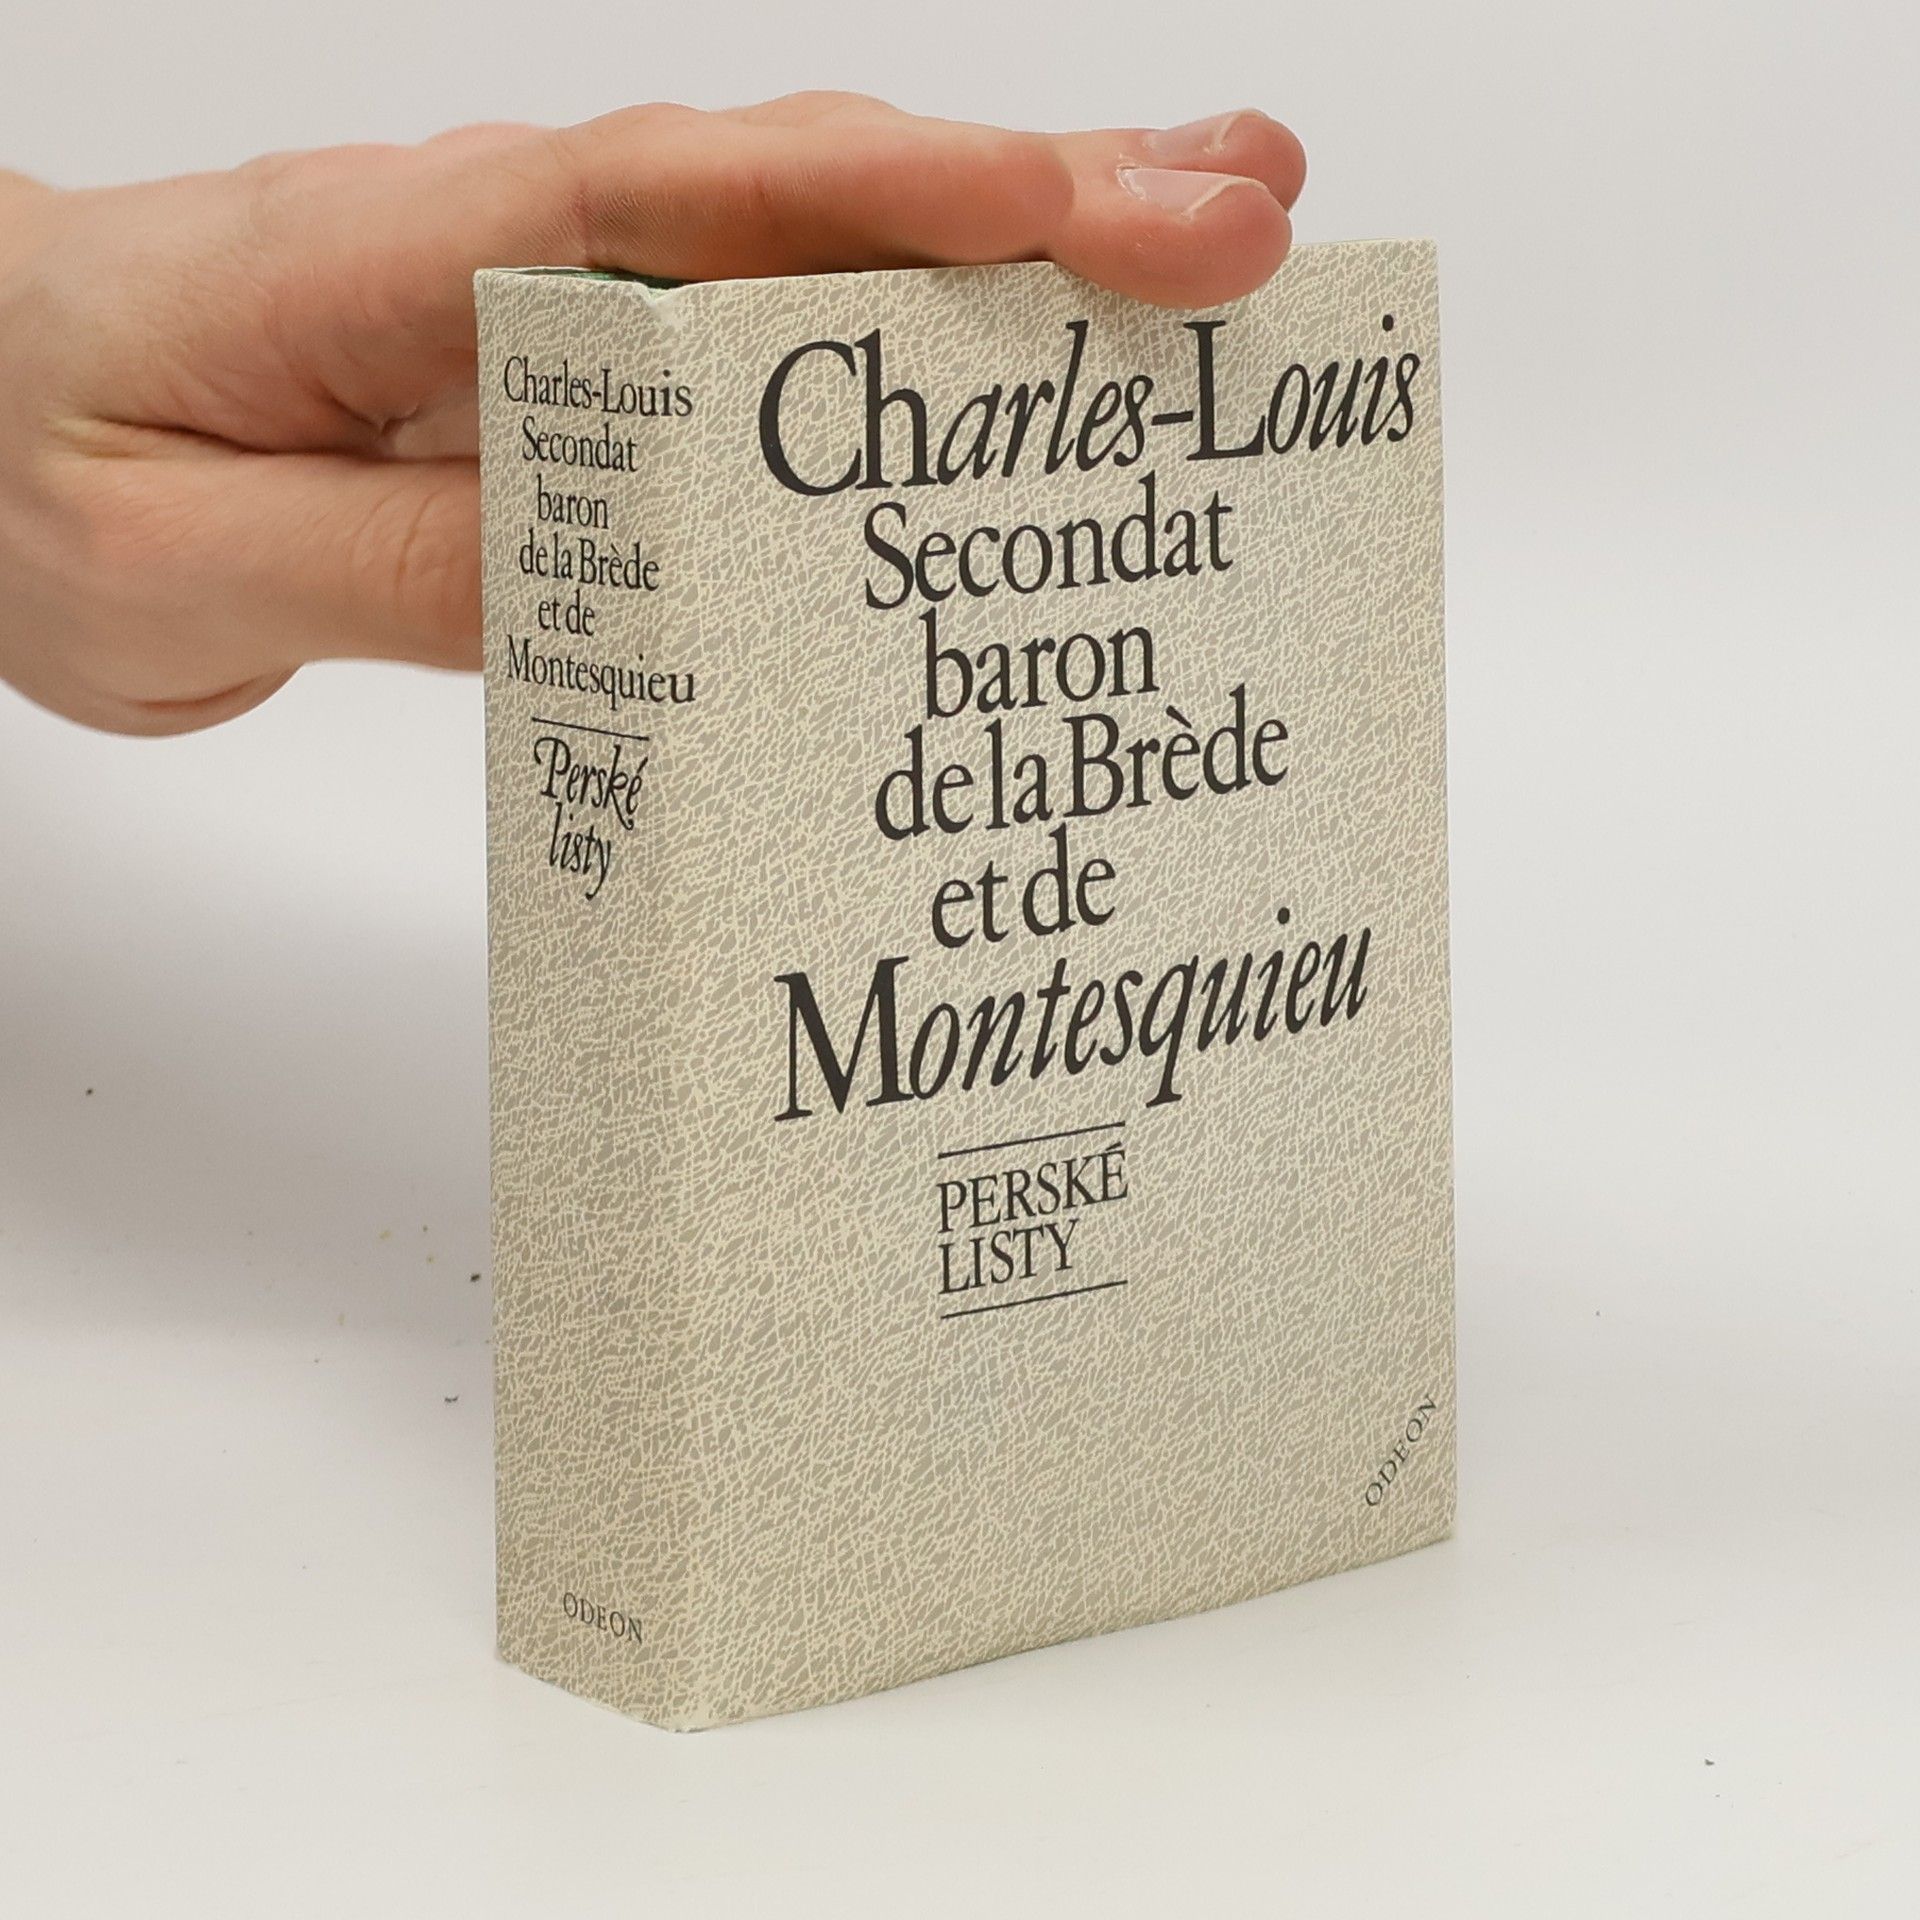 Charles-Louis
Secondat
baron
de la Brède
et de
Montesquieu
Perské
listy
ODEON
Charles-Louis
Secondat
baron
de la Brède
et de
Montesquieu
PERSKÉ
LISTY
ODEON